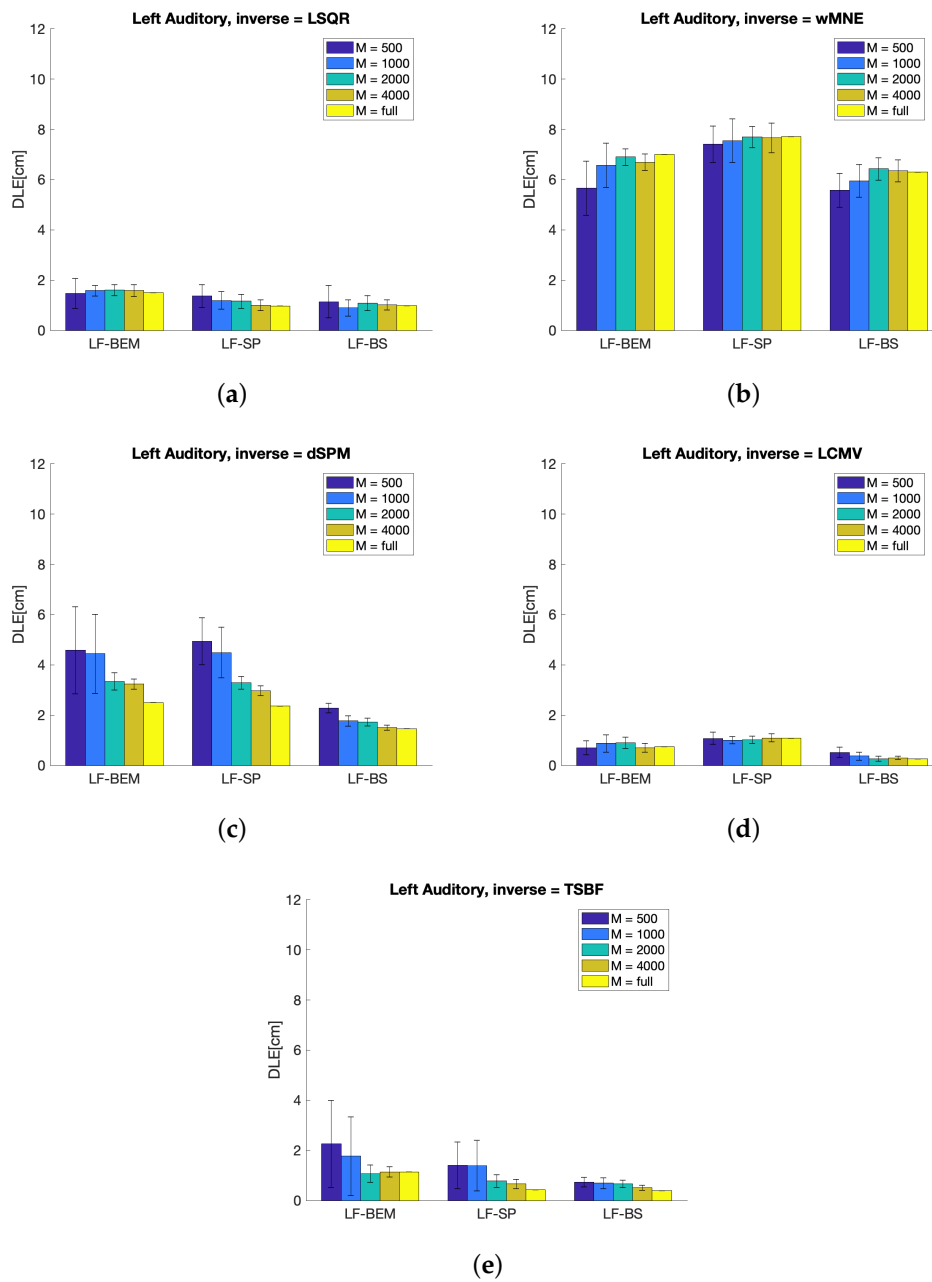 Left Auditory, inverse = LSQR
M = 500
M = 1000
M = 2000
M = 4000
M = full
DLE[cm]
12
10
8
6
4
2
0
LF-BEM LF-SP LF-BS
(a)
Left Auditory, inverse = wMNE
M = 500
M = 1000
M = 2000
M = 4000
M = full
DLE[cm]
12
10
8
6
4
2
0
LF-BEM LF-SP LF-BS
(b)
Left Auditory, inverse = dSPM
M = 500
M = 1000
M = 2000
M = 4000
M = full
DLE[cm]
12
10
8
6
4
2
0
LF-BEM LF-SP LF-BS
(c)
Left Auditory, inverse = LCMV
M = 500
M = 1000
M = 2000
M = 4000
M = full
DLE[cm]
12
10
8
6
4
2
0
LF-BEM LF-SP LF-BS
(d)
Left Auditory, inverse = TSBF
M = 500
M = 1000
M = 2000
M = 4000
M = full
DLE[cm]
12
10
8
6
4
2
0
LF-BEM LF-SP LF-BS
(e)